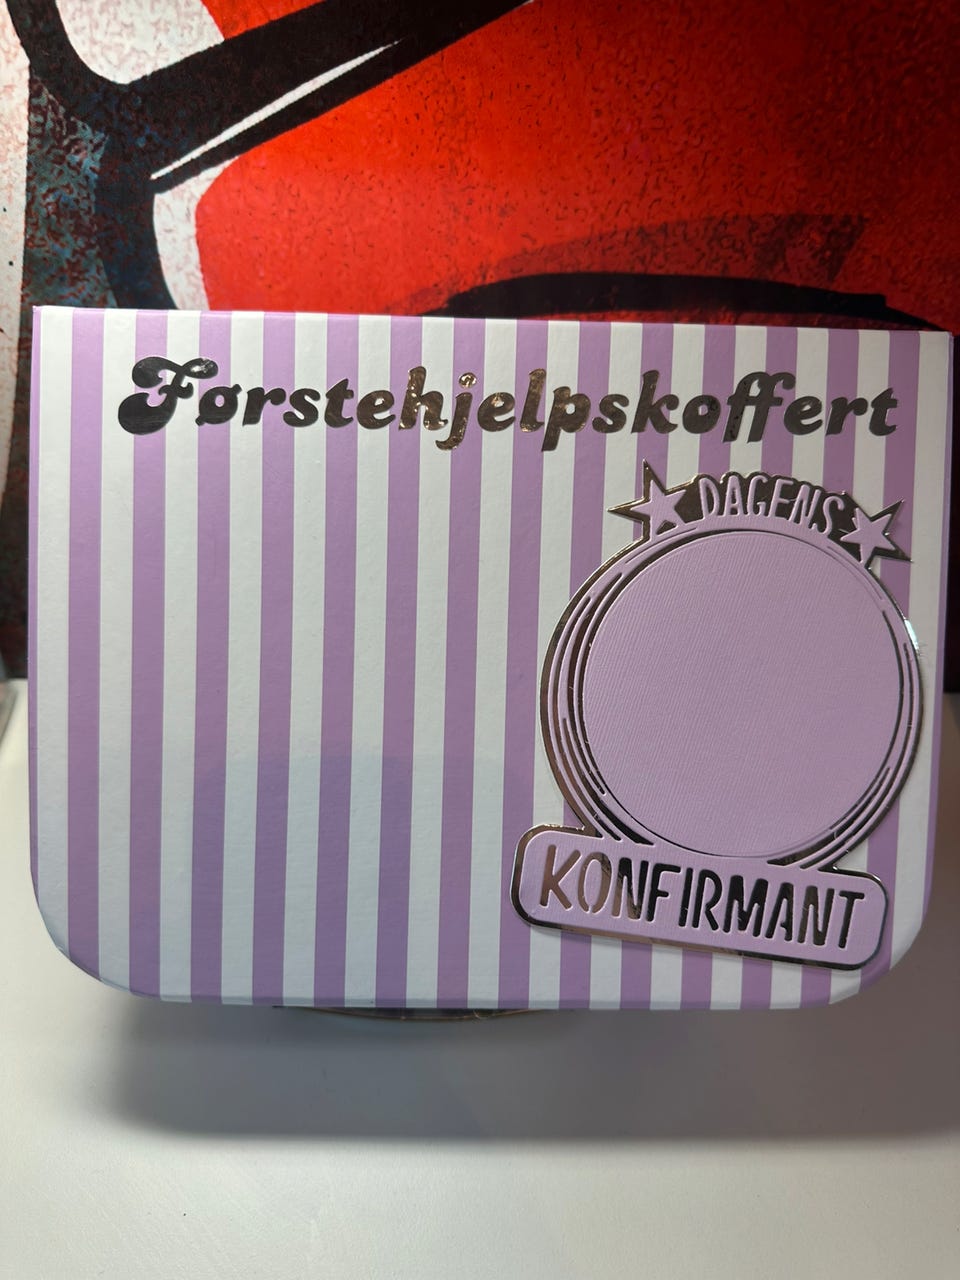 Førstehjelpskoffert
DAGENS
KONFIRMANT